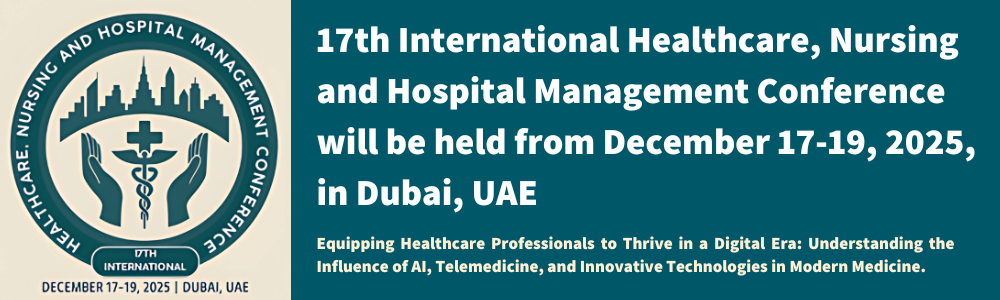 HEALTHCARE, NURSING AND HOSPITAL MANAGEMENT CONFERENCE
17TH
INTERNATIONAL
DECEMBER 17-19, 2025 | DUBAI, UAE
17th International Healthcare, Nursing
and Hospital Management Conference
will be held from December 17-19, 2025,
in Dubai, UAE
Equipping Healthcare Professionals to Thrive in a Digital Era: Understanding the
Influence of AI, Telemedicine, and Innovative Technologies in Modern Medicine.